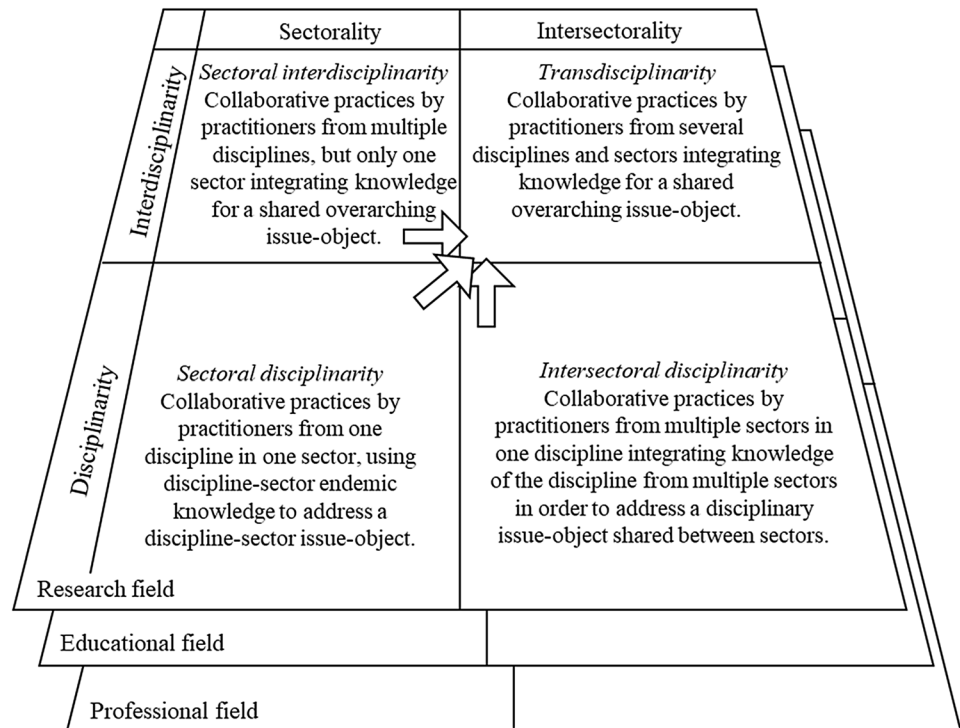 Sectorality
Intersectorality
Interdisciplinarity
Sectoral interdisciplinarity
Collaborative practices by
practitioners from multiple
disciplines, but only one
sector integrating knowledge
for a shared overarching
issue-object.
Transdisciplinarity
Collaborative practices by
practitioners from several
disciplines and sectors integrating
knowledge for a shared
overarching issue-object.
Disciplinarity
Sectoral disciplinarity
Collaborative practices by
practitioners from one
discipline in one sector, using
discipline-sector endemic
knowledge to address a
discipline-sector issue-object.
Intersectoral disciplinarity
Collaborative practices by
practitioners from multiple sectors in
one discipline integrating knowledge
of the discipline from multiple sectors
in order to address a disciplinary
issue-object shared between sectors.
Research field
Educational field
Professional field